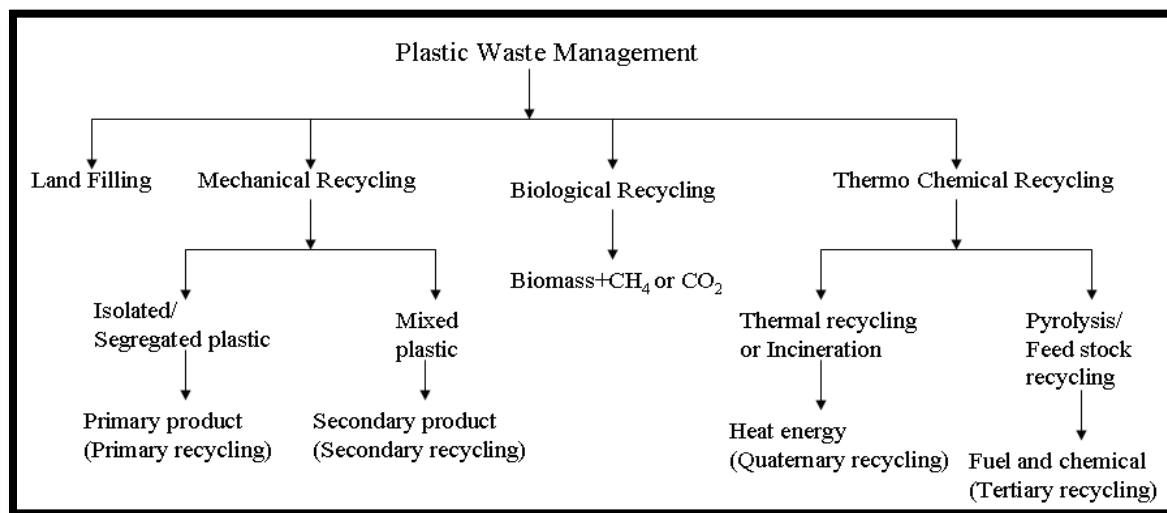 Plastic Waste Management
Land Filling
Mechanical Recycling
Biological Recycling
Thermo Chemical Recycling
Biomass+CH₄ or CO₂
Isolated/
Segregated plastic
Mixed
plastic
Thermal recycling
or Incineration
Pyrolysis/
Feed stock
recycling
Primary product
(Primary recycling)
Secondary product
(Secondary recycling)
Heat energy
(Quaternary recycling)
Fuel and chemical
(Tertiary recycling)